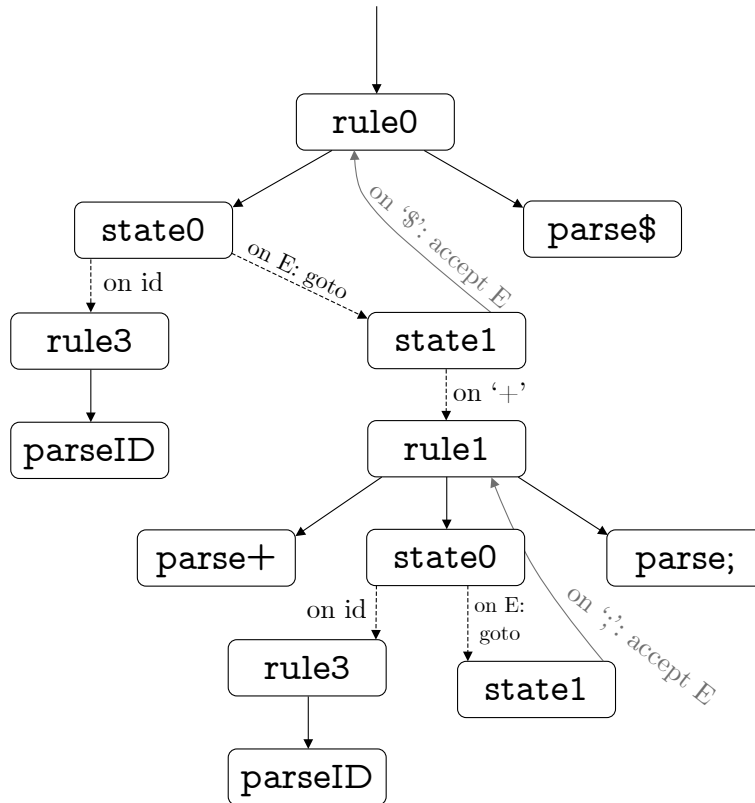 rule0
on ‘$’: accept E
state0
parse$
on E: goto
on id
rule3
state1
on ‘+’
parseID
rule1
parse+
state0
parse;
on id
on E:
goto
on ‘;’: accept E
rule3
state1
parseID